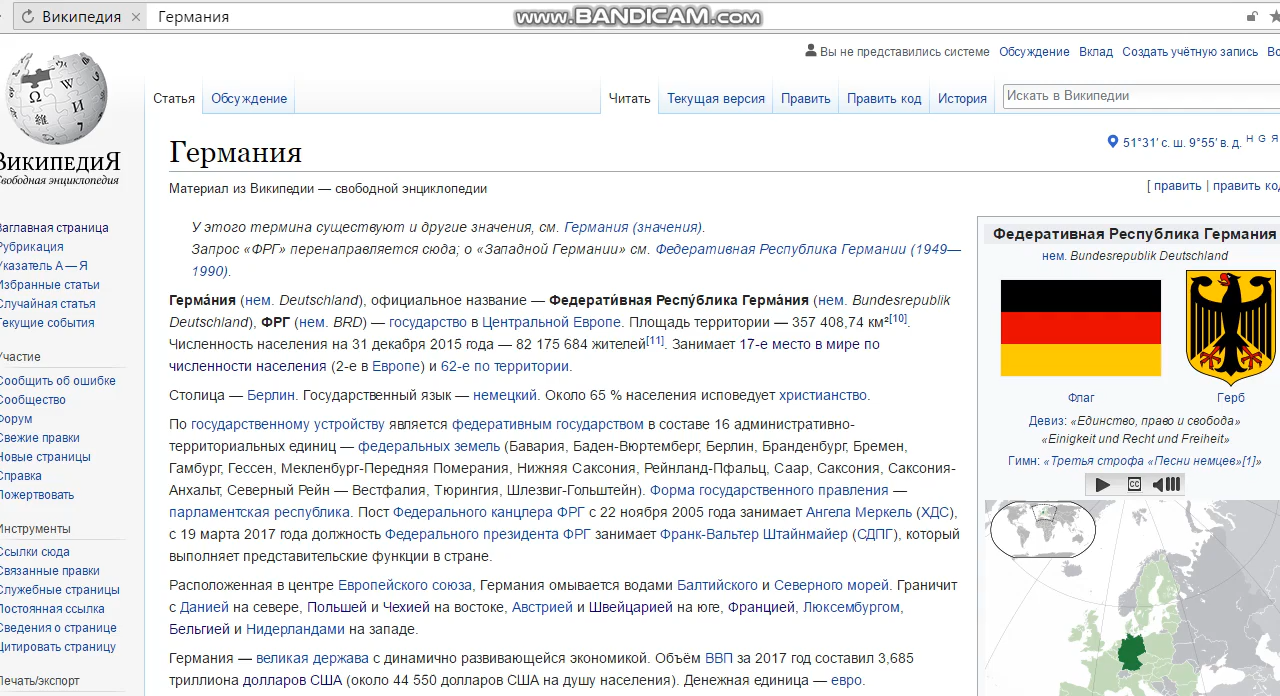 Википедия × Германия
www.BANDICAM.com
Вы не представились системе Обсуждение Вклад Создать учётную запись
Статья Обсуждение Читать Текущая версия Править Править код История Искать в Википедии
ВикипедиЯ
Свободная энциклопедия
Германия
51°31′ с. ш. 9°55′ в. д. H G Я
Материал из Википедии — свободной энциклопедии
[ править | править код
У этого термина существуют и другие значения, см. Германия (значения).
Запрос «ФРГ» перенаправляется сюда; о «Западной Германии» см. Федеративная Республика Германии (1949—
1990).
Герма́ния (нем. Deutschland), официальное название — Федерати́вная Респу́блика Герма́ния (нем. Bundesrepublik
Deutschland), ФРГ (нем. BRD) — государство в Центральной Европе. Площадь территории — 357 408,74 км²[10].
Численность населения на 31 декабря 2015 года — 82 175 684 жителей[11]. Занимает 17-е место в мире по
численности населения (2-е в Европе) и 62-е по территории.
Столица — Берлин. Государственный язык — немецкий. Около 65 % населения исповедует христианство.
По государственному устройству является федеративным государством в составе 16 административно-
территориальных единиц — федеральных земель (Бавария, Баден-Вюртемберг, Берлин, Бранденбург, Бремен,
Гамбург, Гессен, Мекленбург-Передняя Померания, Нижняя Саксония, Рейнланд-Пфальц, Саар, Саксония, Саксония-
Анхальт, Северный Рейн — Вестфалия, Тюрингия, Шлезвиг-Гольштейн). Форма государственного правления —
парламентская республика. Пост Федерального канцлера ФРГ с 22 ноября 2005 года занимает Ангела Меркель (ХДС),
с 19 марта 2017 года должность Федерального президента ФРГ занимает Франк-Вальтер Штайнмайер (СДПГ), который
выполняет представительские функции в стране.
Расположенная в центре Европейского союза, Германия омывается водами Балтийского и Северного морей. Граничит
с Данией на севере, Польшей и Чехией на востоке, Австрией и Швейцарией на юге, Францией, Люксембургом,
Бельгией и Нидерландами на западе.
Германия — великая держава с динамично развивающейся экономикой. Объём ВВП за 2017 год составил 3,685
триллиона долларов США (около 44 550 долларов США на душу населения). Денежная единица — евро.
Федеративная Республика Германия
нем. Bundesrepublik Deutschland
Флаг Герб
Девиз: «Единство, право и свобода»
«Einigkeit und Recht und Freiheit»
Гимн: «Третья строфа «Песни немцев»[1]»
CC
Заглавная страница
Рубрикация
Указатель А — Я
Избранные статьи
Случайная статья
Текущие события
Участие
Сообщить об ошибке
Сообщество
Форум
Свежие правки
Новые страницы
Справка
Пожертвовать
Инструменты
Ссылки сюда
Связанные правки
Служебные страницы
Постоянная ссылка
Сведения о странице
Цитировать страницу
Печать/экспорт